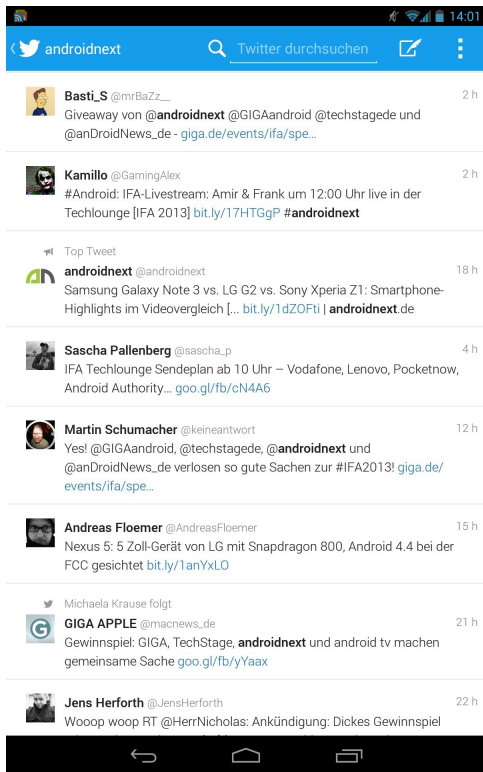 14:01
androidnext
Twitter durchsuchen
Basti_S @mrBaZz__ 2 h
Giveaway von @androidnext @GIGAandroid @techstagede und
@anDroidNews_de - giga.de/events/ifa/spe...
Kamillo @GamingAlex 2 h
#Android: IFA-Livestream: Amir & Frank um 12:00 Uhr live in der
Techlounge [IFA 2013] bit.ly/17HTGgP #androidnext
Top Tweet
androidnext @androidnext 18 h
Samsung Galaxy Note 3 vs. LG G2 vs. Sony Xperia Z1: Smartphone-
Highlights im Videovergleich [... bit.ly/1dZOFti | androidnext.de
Sascha Pallenberg @sascha_p 4 h
IFA Techlounge Sendeplan ab 10 Uhr – Vodafone, Lenovo, Pocketnow,
Android Authority... goo.gl/fb/cN4A6
Martin Schumacher @keineantwort 12 h
Yes! @GIGAandroid, @techstagede, @androidnext und
@anDroidNews_de verlosen so gute Sachen zur #IFA2013! giga.de/
events/ifa/spe...
Andreas Floemer @AndreasFloemer 15 h
Nexus 5: 5 Zoll-Gerät von LG mit Snapdragon 800, Android 4.4 bei der
FCC gesichtet bit.ly/1anYxLO
Michaela Krause folgt
GIGA APPLE @macnews_de 21 h
Gewinnspiel: GIGA, TechStage, androidnext und android tv machen
gemeinsame Sache goo.gl/fb/yYaax
Jens Herforth @JensHerforth 22 h
Wooop woop RT @HerrNicholas: Ankündigung: Dickes Gewinnspiel